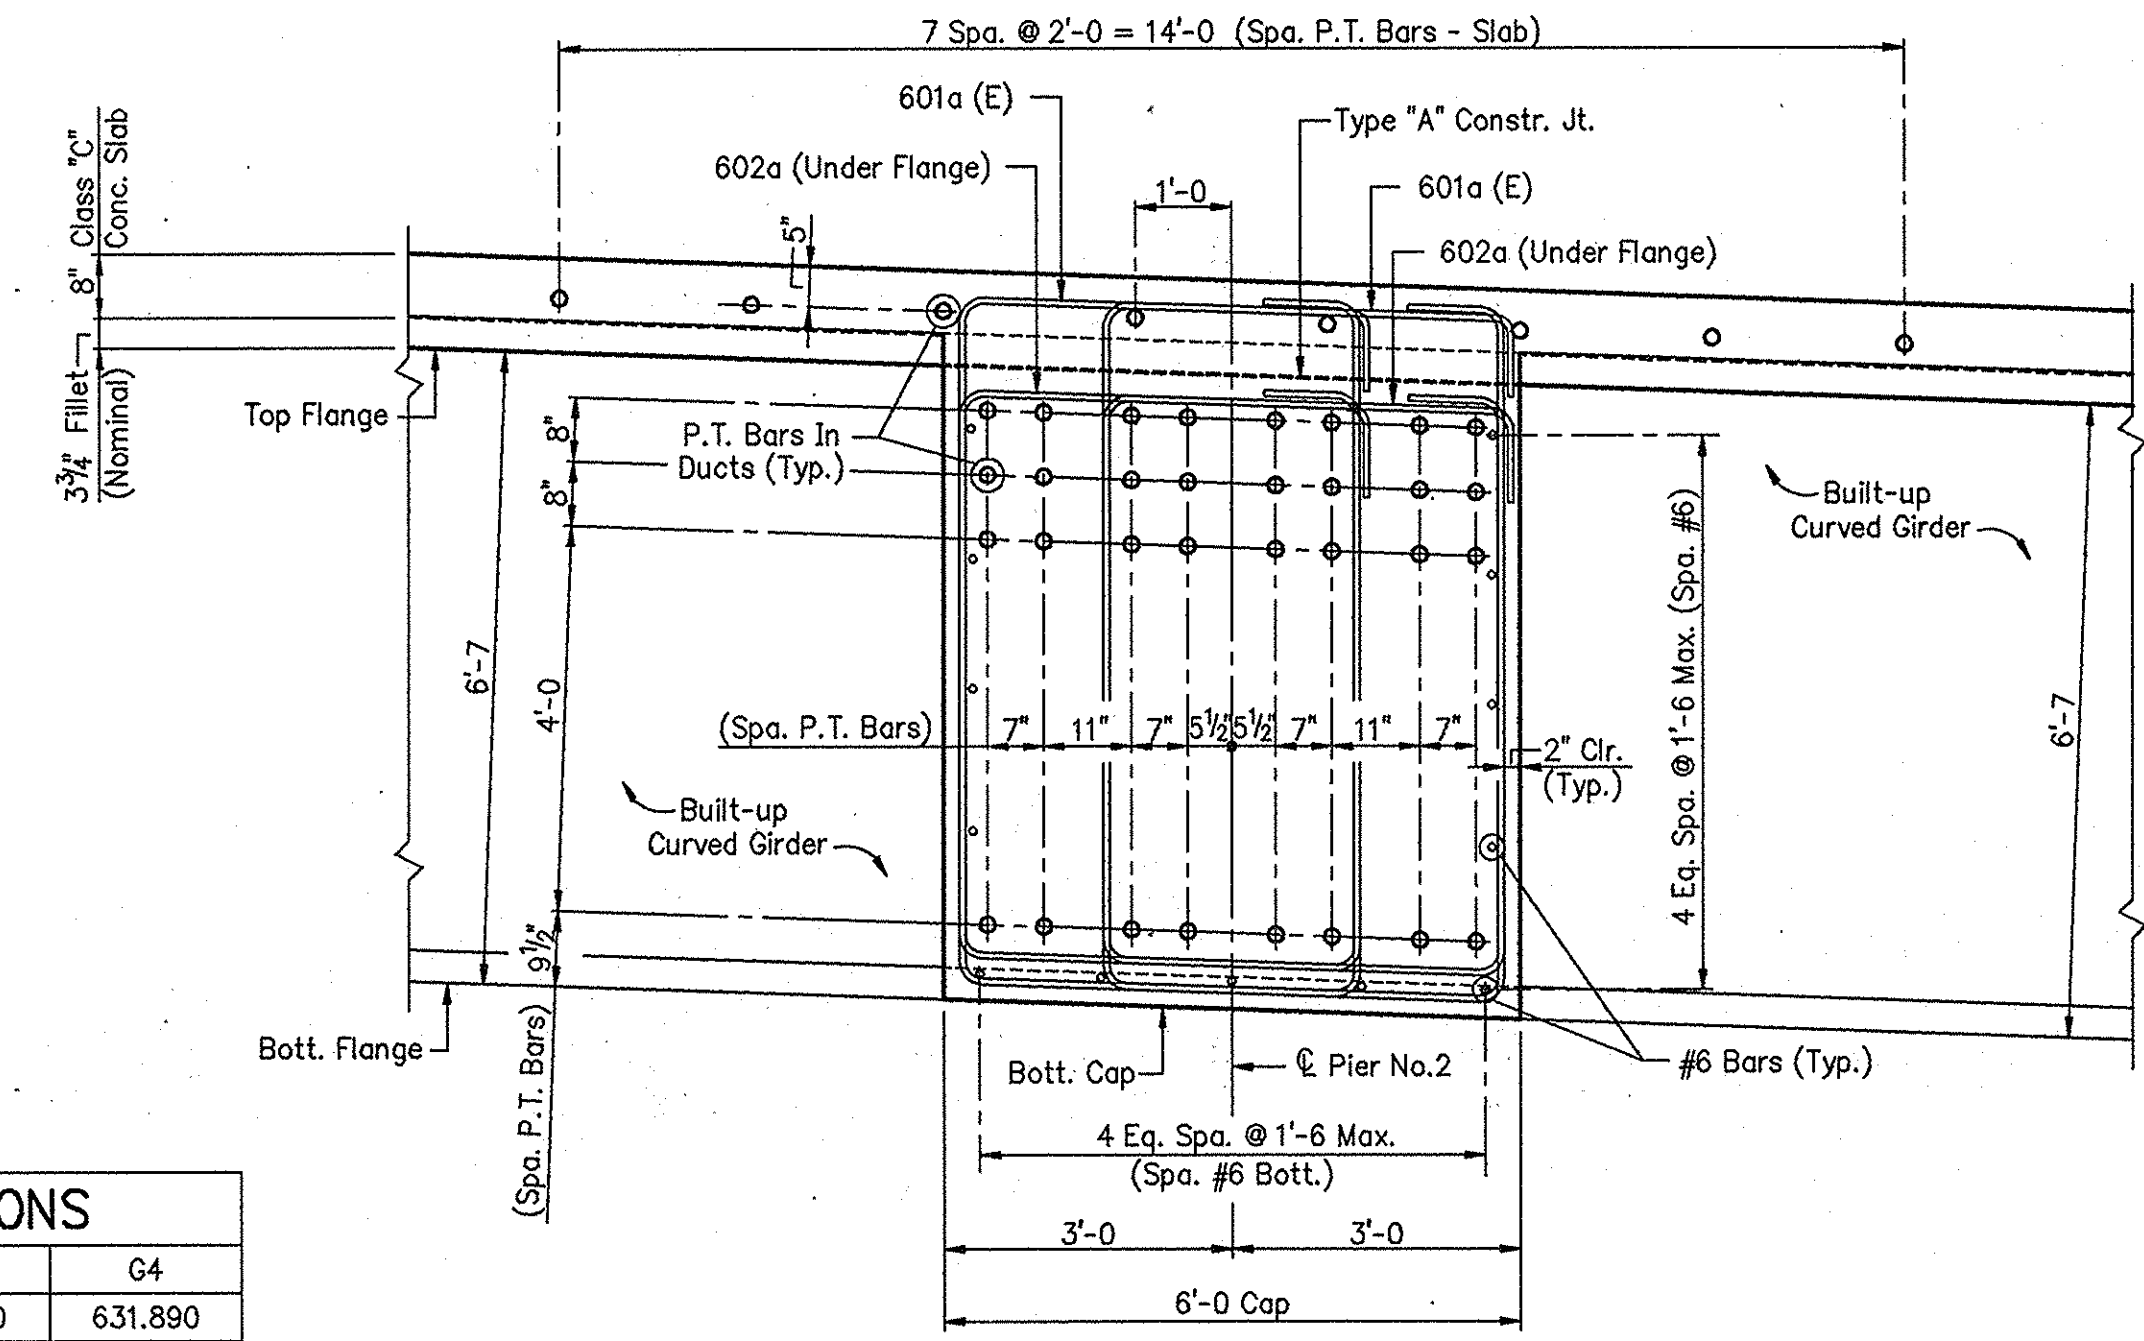 7 Spa. @ 2'-0 = 14'-0 (Spa. P.T. Bars - Slab)
601a (E)
Type "A" Constr. Jt.
602a (Under Flange)
1'-0
601a (E)
602a (Under Flange)
5"
8" Class "C"
Conc. Slab
3¾" Fillet
(Nominal)
Top Flange
8"
8"
P.T. Bars In
Ducts (Typ.)
Built-up
Curved Girder
4 Eq. Spa. @ 1'-6 Max. (Spa. #6)
6'-7
4'-0
6'-7
(Spa. P.T. Bars)
7"
11"
7"
5½"
5½"
7"
11"
7"
2" Clr.
(Typ.)
Built-up
Curved Girder
9½"
(Spa. P.T. Bars)
Bott. Flange
Bott. Cap
℄ Pier No.2
#6 Bars (Typ.)
4 Eq. Spa. @ 1'-6 Max.
(Spa. #6 Bott.)
3'-0
3'-0
6'-0 Cap
ONS
G4
0
631.890